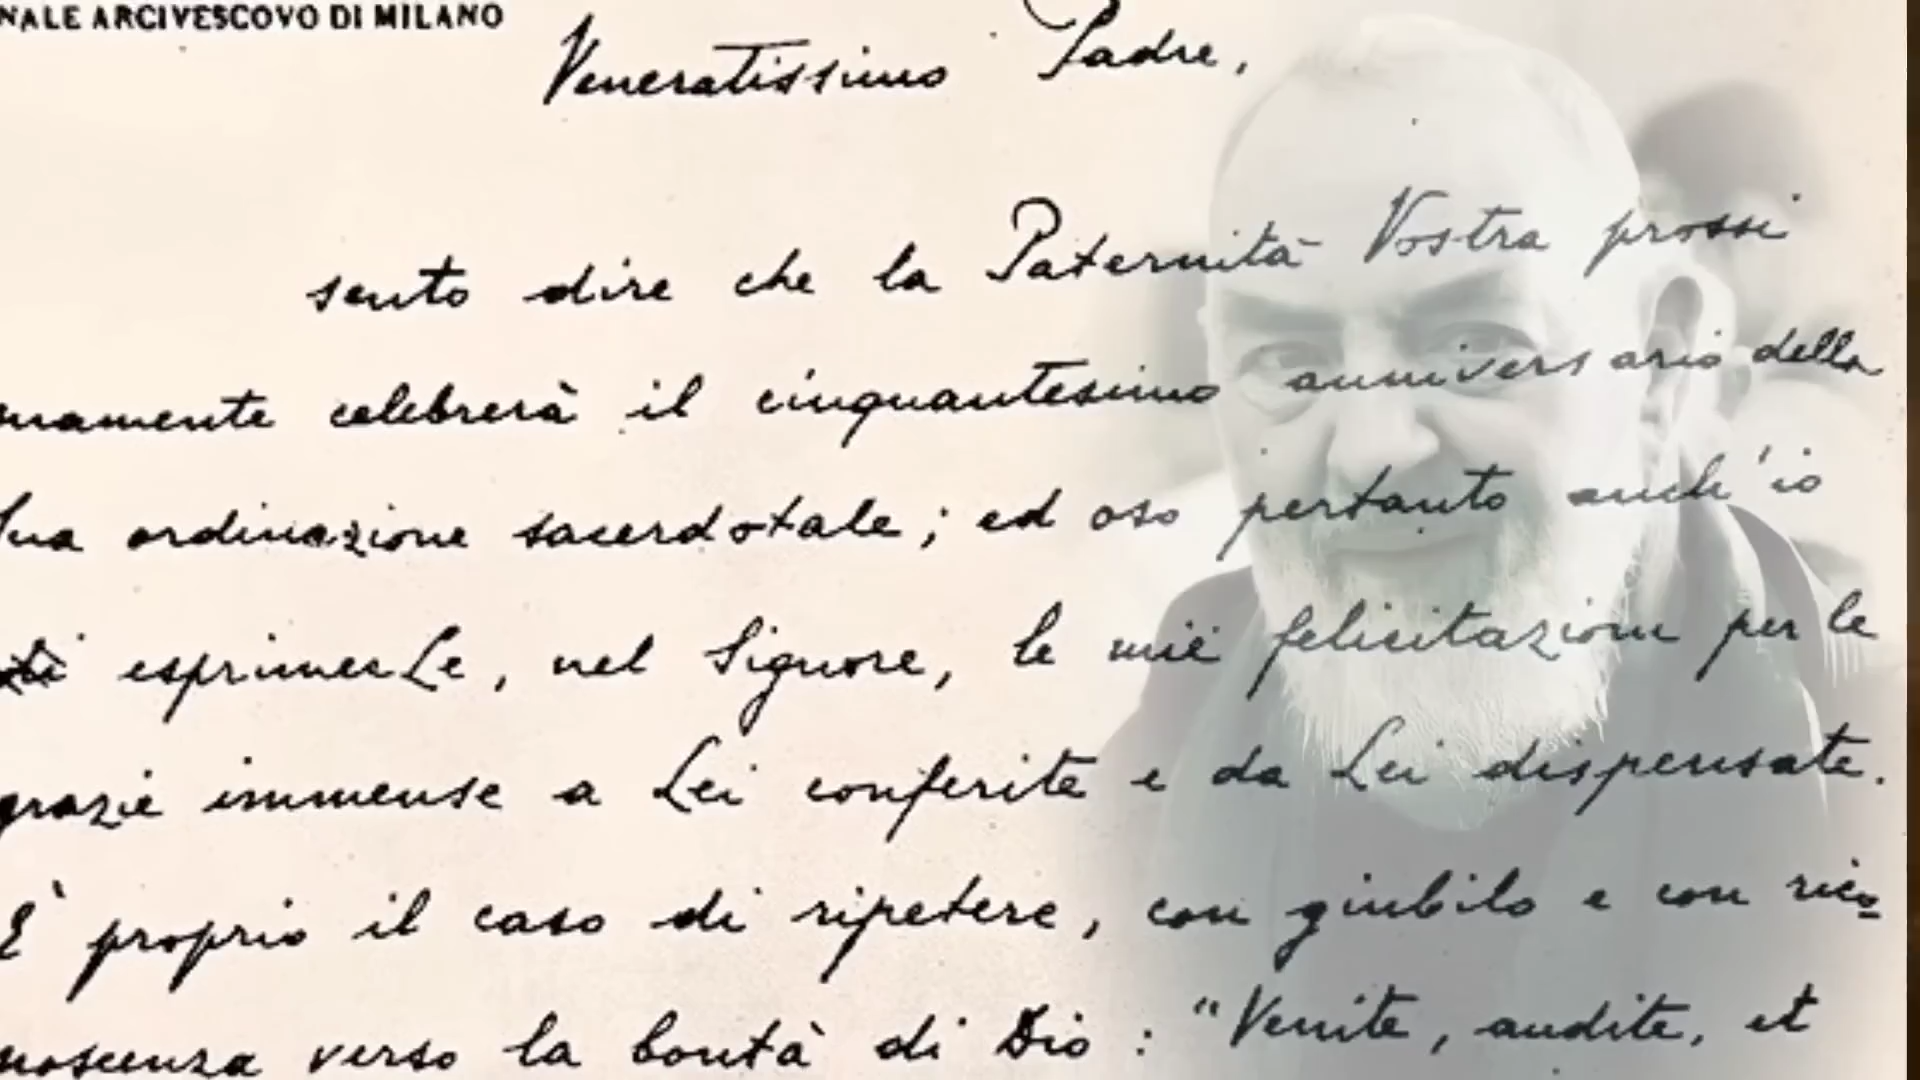 NALE ARCIVESCOVO DI MILANO
Veneratissimo Padre,
sento dire che la Paternità Vostra prossi
mamente celebrerà il cinquantesimo anniversario della
Sua ordinazione sacerdotale; ed oso pertanto anch'io
esprimerLe, nel Signore, le mie felicitazioni per le
grazie immense a Lei conferite e da Lei dispensate.
È proprio il caso di ripetere, con giubilo e con rico
noscenza verso la bontà di Dio: "Venite, audite, et